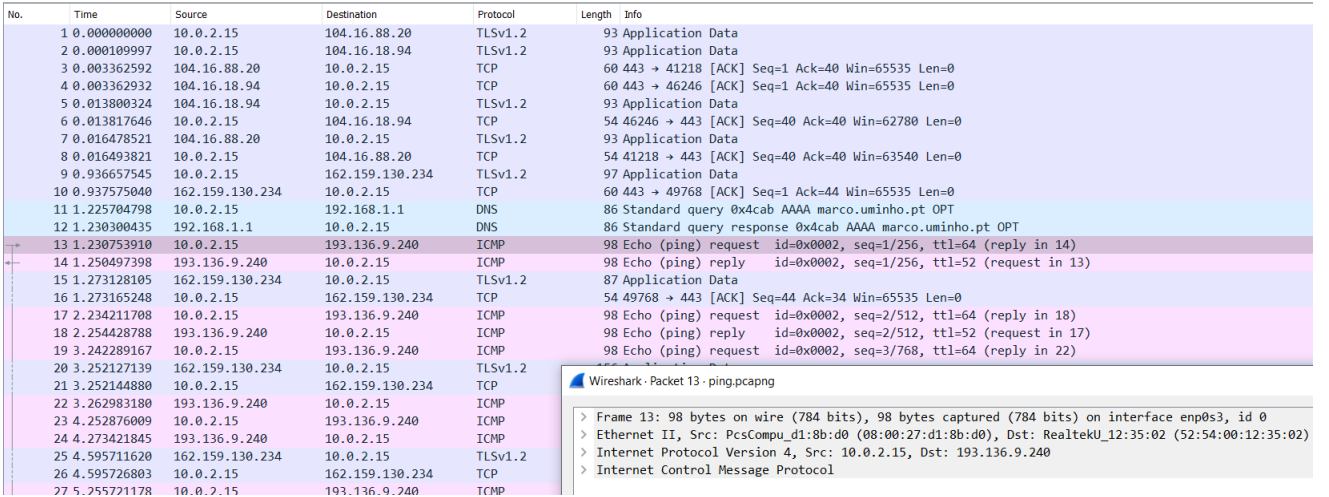 No. Time Source Destination Protocol Length Info
1 0.000000000 10.0.2.15 104.16.88.20 TLSv1.2 93 Application Data
2 0.000109997 10.0.2.15 104.16.18.94 TLSv1.2 93 Application Data
3 0.003362592 104.16.88.20 10.0.2.15 TCP 60 443 → 41218 [ACK] Seq=1 Ack=40 Win=65535 Len=0
4 0.003362932 104.16.18.94 10.0.2.15 TCP 60 443 → 46246 [ACK] Seq=1 Ack=40 Win=65535 Len=0
5 0.013800324 104.16.18.94 10.0.2.15 TLSv1.2 93 Application Data
6 0.013817646 10.0.2.15 104.16.18.94 TCP 54 46246 → 443 [ACK] Seq=40 Ack=40 Win=62780 Len=0
7 0.016478521 104.16.88.20 10.0.2.15 TLSv1.2 93 Application Data
8 0.016493821 10.0.2.15 104.16.88.20 TCP 54 41218 → 443 [ACK] Seq=40 Ack=40 Win=63540 Len=0
9 0.936657545 10.0.2.15 162.159.130.234 TLSv1.2 97 Application Data
10 0.937575040 162.159.130.234 10.0.2.15 TCP 60 443 → 49768 [ACK] Seq=1 Ack=44 Win=65535 Len=0
11 1.225704798 10.0.2.15 192.168.1.1 DNS 86 Standard query 0x4cab AAAA marco.uminho.pt OPT
12 1.230300435 192.168.1.1 10.0.2.15 DNS 86 Standard query response 0x4cab AAAA marco.uminho.pt OPT
13 1.230753910 10.0.2.15 193.136.9.240 ICMP 98 Echo (ping) request id=0x0002, seq=1/256, ttl=64 (reply in 14)
14 1.250497398 193.136.9.240 10.0.2.15 ICMP 98 Echo (ping) reply id=0x0002, seq=1/256, ttl=52 (request in 13)
15 1.273128105 162.159.130.234 10.0.2.15 TLSv1.2 87 Application Data
16 1.273165248 10.0.2.15 162.159.130.234 TCP 54 49768 → 443 [ACK] Seq=44 Ack=34 Win=65535 Len=0
17 2.234211708 10.0.2.15 193.136.9.240 ICMP 98 Echo (ping) request id=0x0002, seq=2/512, ttl=64 (reply in 18)
18 2.254428788 193.136.9.240 10.0.2.15 ICMP 98 Echo (ping) reply id=0x0002, seq=2/512, ttl=52 (request in 17)
19 3.242289167 10.0.2.15 193.136.9.240 ICMP 98 Echo (ping) request id=0x0002, seq=3/768, ttl=64 (reply in 22)
20 3.252127139 162.159.130.234 10.0.2.15 TLSv1.2
21 3.252144880 10.0.2.15 162.159.130.234 TCP
22 3.262983180 193.136.9.240 10.0.2.15 ICMP
23 4.252876009 10.0.2.15 193.136.9.240 ICMP
24 4.273421845 193.136.9.240 10.0.2.15 ICMP
25 4.595711620 162.159.130.234 10.0.2.15 TLSv1.2
26 4.595726803 10.0.2.15 162.159.130.234 TCP
27 5.255721178 10.0.2.15 193.136.9.240 ICMP
Wireshark · Packet 13 · ping.pcapng
Frame 13: 98 bytes on wire (784 bits), 98 bytes captured (784 bits) on interface enp0s3, id 0
Ethernet II, Src: PcsCompu_d1:8b:d0 (08:00:27:d1:8b:d0), Dst: RealtekU_12:35:02 (52:54:00:12:35:02)
Internet Protocol Version 4, Src: 10.0.2.15, Dst: 193.136.9.240
Internet Control Message Protocol